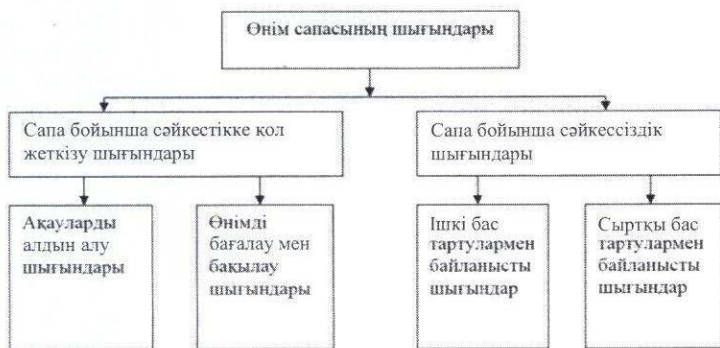 Өнім сапасының шығындары
Сапа бойынша сәйкестікке қол
жеткізу шығындары
Сапа бойынша сәйкессіздік
шығындары
Ақауларды
алдын алу
шығындары
Өнімді
бағалау мен
бақылау
шығындары
Ішкі бас
тартулармен
байланысты
шығындар
Сыртқы бас
тартулармен
байланысты
шығындар